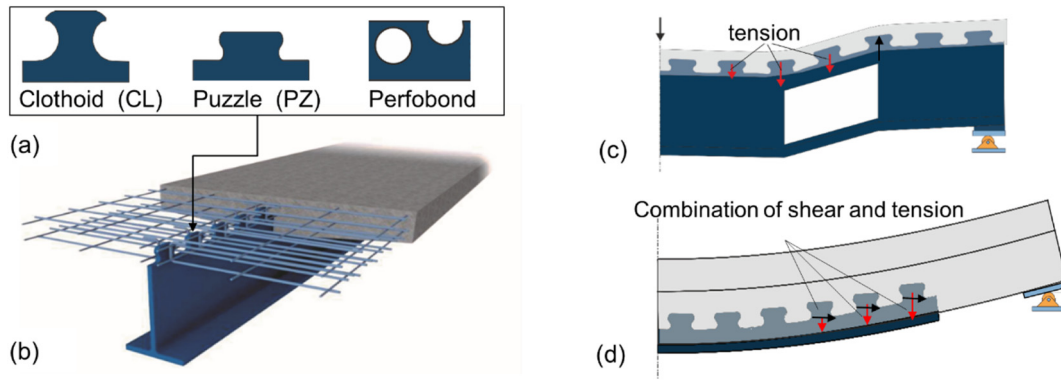 Clothoid (CL) Puzzle (PZ) Perfobond
(a)
(b)
tension
(c)
Combination of shear and tension
(d)